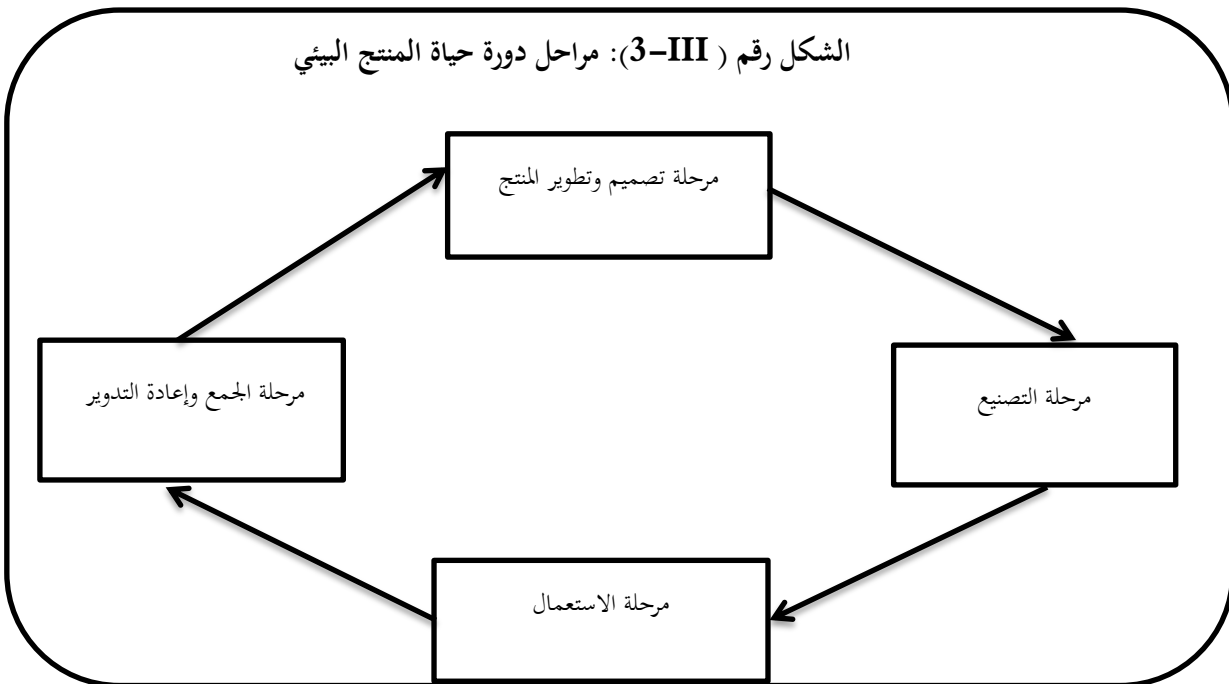 الشكل رقم ( III-3): مراحل دورة حياة المنتج البيئي
مرحلة تصميم وتطوير المنتج
مرحلة التصنيع
مرحلة الاستعمال
مرحلة الجمع وإعادة التدوير